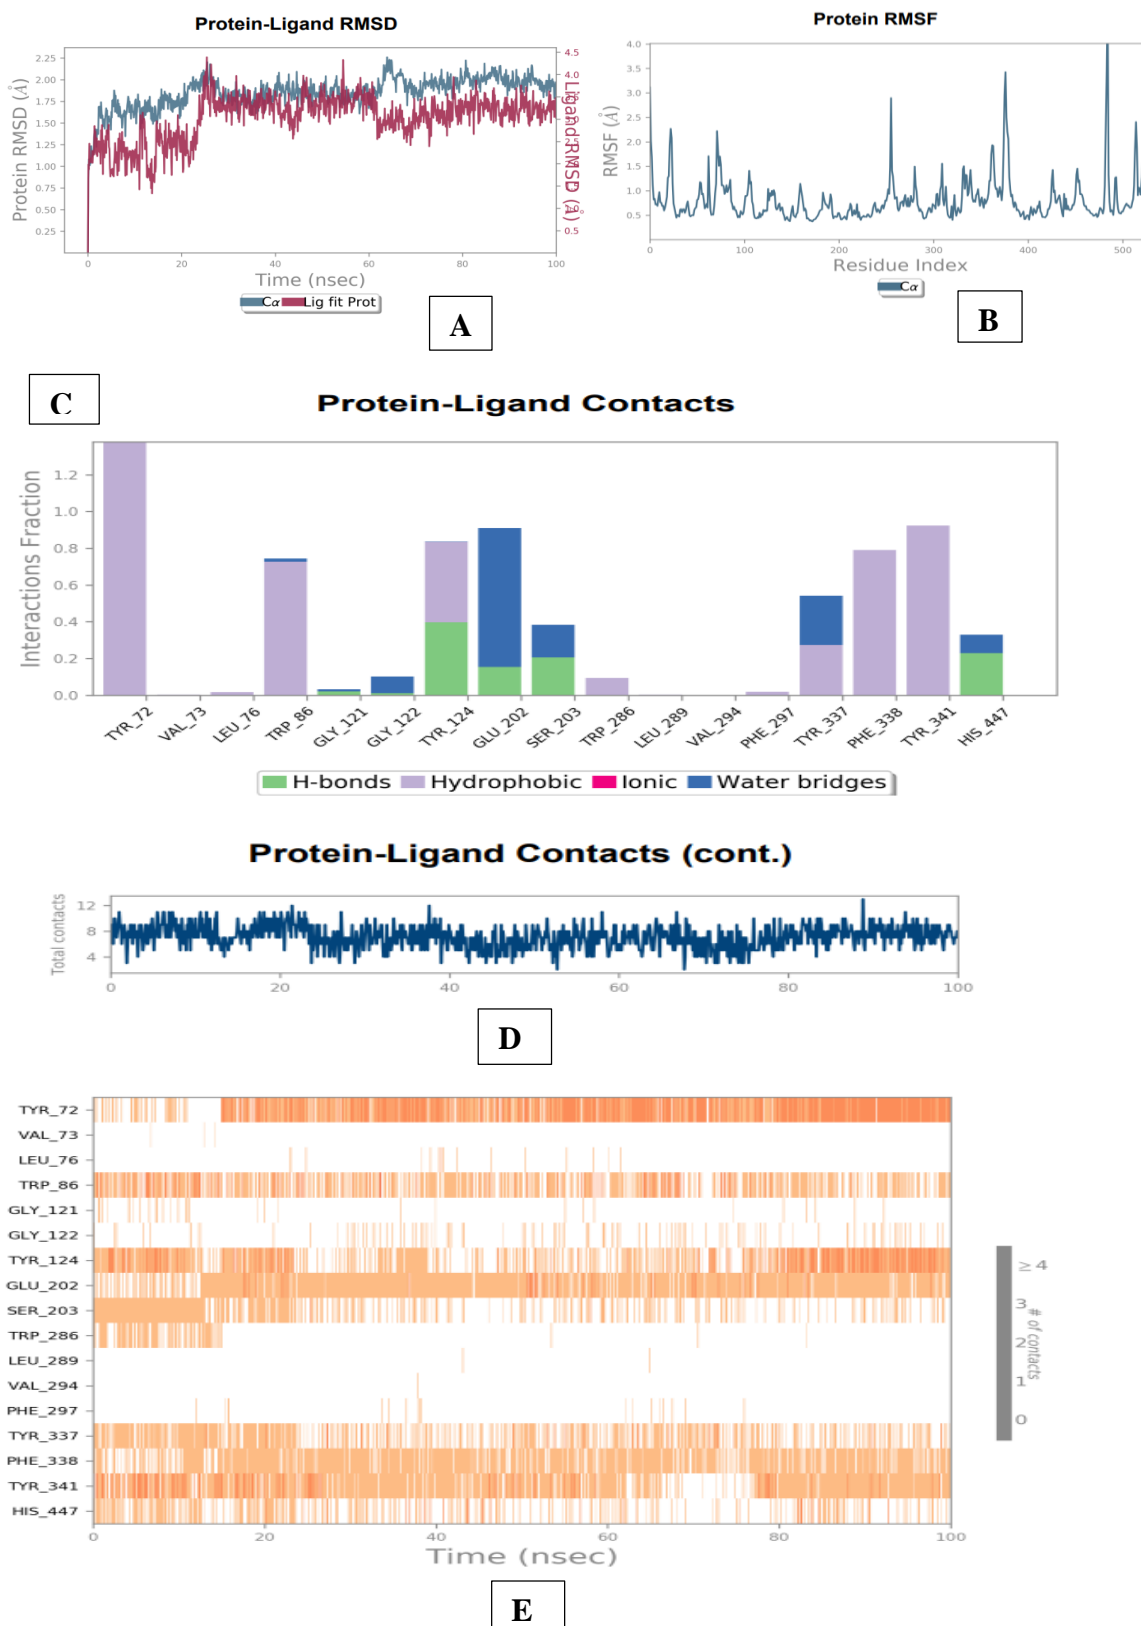 Protein-Ligand RMSD
Protein RMSD (Å)
2.25
2.00
1.75
1.50
1.25
1.00
0.75
0.50
0.25
4.5
4.0
3.5
2.5
0.5
Ligand RMSD (Å)
0 20 40 60 80 100
Time (nsec)
Cα Lig fit Prot
A
Protein RMSF
RMSF (Å)
4.0
3.5
3.0
2.5
2.0
1.5
1.0
0.5
0 100 200 300 400 500
Residue Index
Cα
B
C
Protein-Ligand Contacts
Interactions Fraction
1.2
1.0
0.8
0.6
0.4
0.2
0.0
TYR_72 VAL_73 LEU_76 TRP_86 GLY_121 GLY_122 TYR_124 GLU_202 SER_203 TRP_286 LEU_289 VAL_294 PHE_297 TYR_337 PHE_338 TYR_341 HIS_447
H-bonds Hydrophobic Ionic Water bridges
Protein-Ligand Contacts (cont.)
Total contacts
12
8
4
0 20 40 60 80 100
D
TYR_72
VAL_73
LEU_76
TRP_86
GLY_121
GLY_122
TYR_124
GLU_202
SER_203
TRP_286
LEU_289
VAL_294
PHE_297
TYR_337
PHE_338
TYR_341
HIS_447
0 20 40 60 80 100
Time (nsec)
≥4
3
2
1
0
# of contacts
E